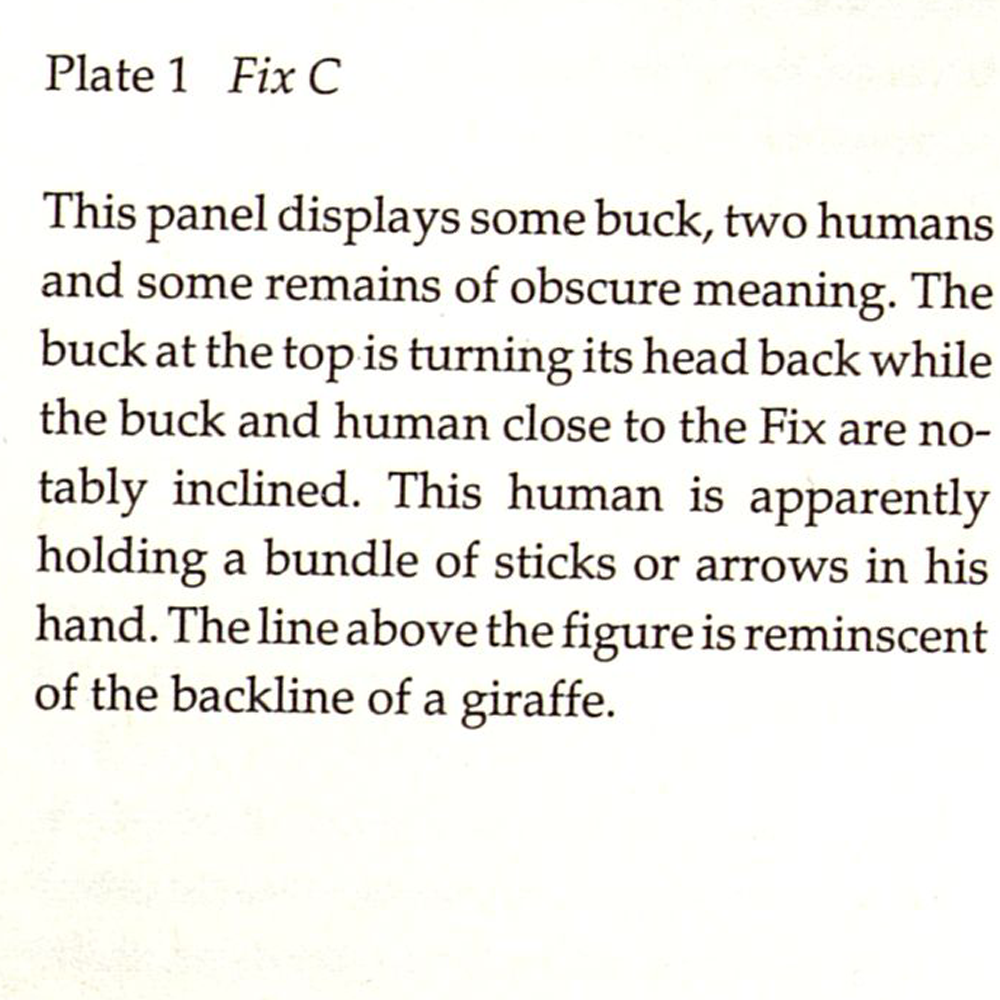 Plate 1 Fix C
This panel displays some buck, two humans
and some remains of obscure meaning. The
buck at the top is turning its head back while
the buck and human close to the Fix are no-
tably inclined. This human is apparently
holding a bundle of sticks or arrows in his
hand. The line above the figure is reminscent
of the backline of a giraffe.